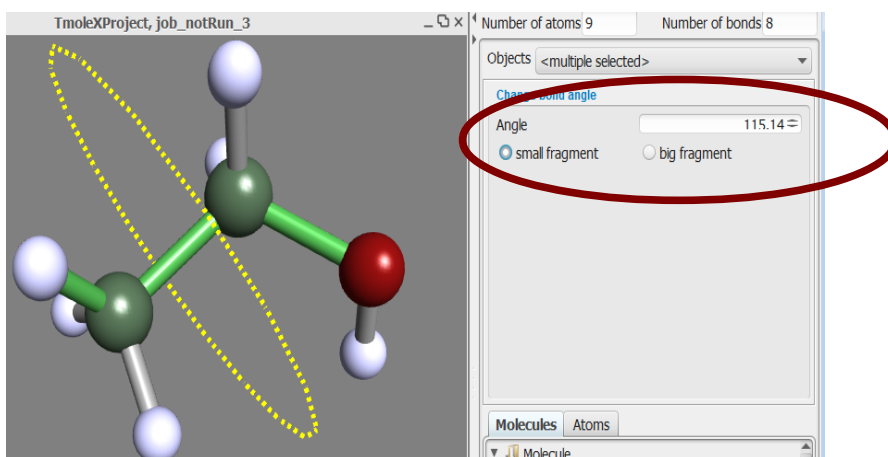 TmoleXProject, job_notRun_3
Number of atoms 9 Number of bonds 8
Objects <multiple selected>
Change bond angle
Angle 115.14
small fragment big fragment
Molecules Atoms
Molecule